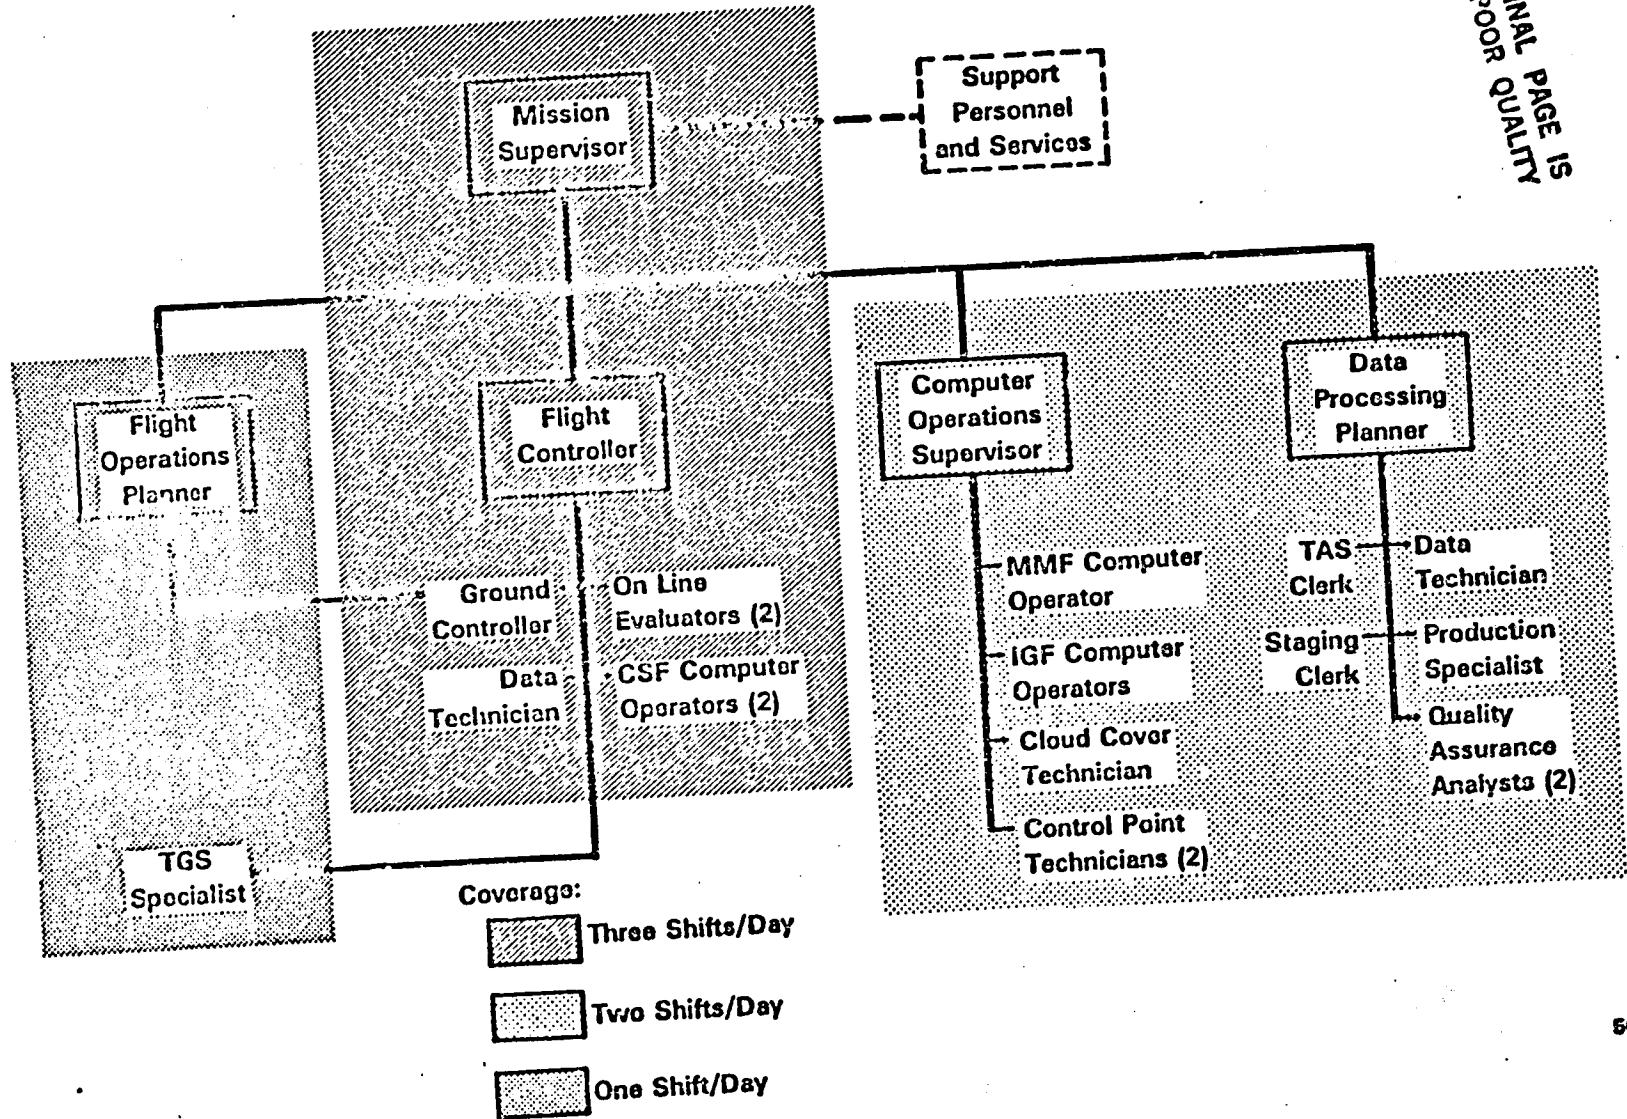 PAGE IS
POOR QUALITY
Mission
Supervisor
Support
Personnel
and Services
Flight
Operations
Planner
Flight
Controller
Computer
Operations
Supervisor
Data
Processing
Planner
Ground
Controller
Data
Technician
On Line
Evaluators (2)
CSF Computer
Operators (2)
TGS
Specialist
MMF Computer
Operator
IGF Computer
Operators
Cloud Cover
Technician
Control Point
Technicians (2)
TAS
Clerk
Staging
Clerk
Data
Technician
Production
Specialist
Quality
Assurance
Analysts (2)
Coverage:
Three Shifts/Day
Two Shifts/Day
One Shift/Day